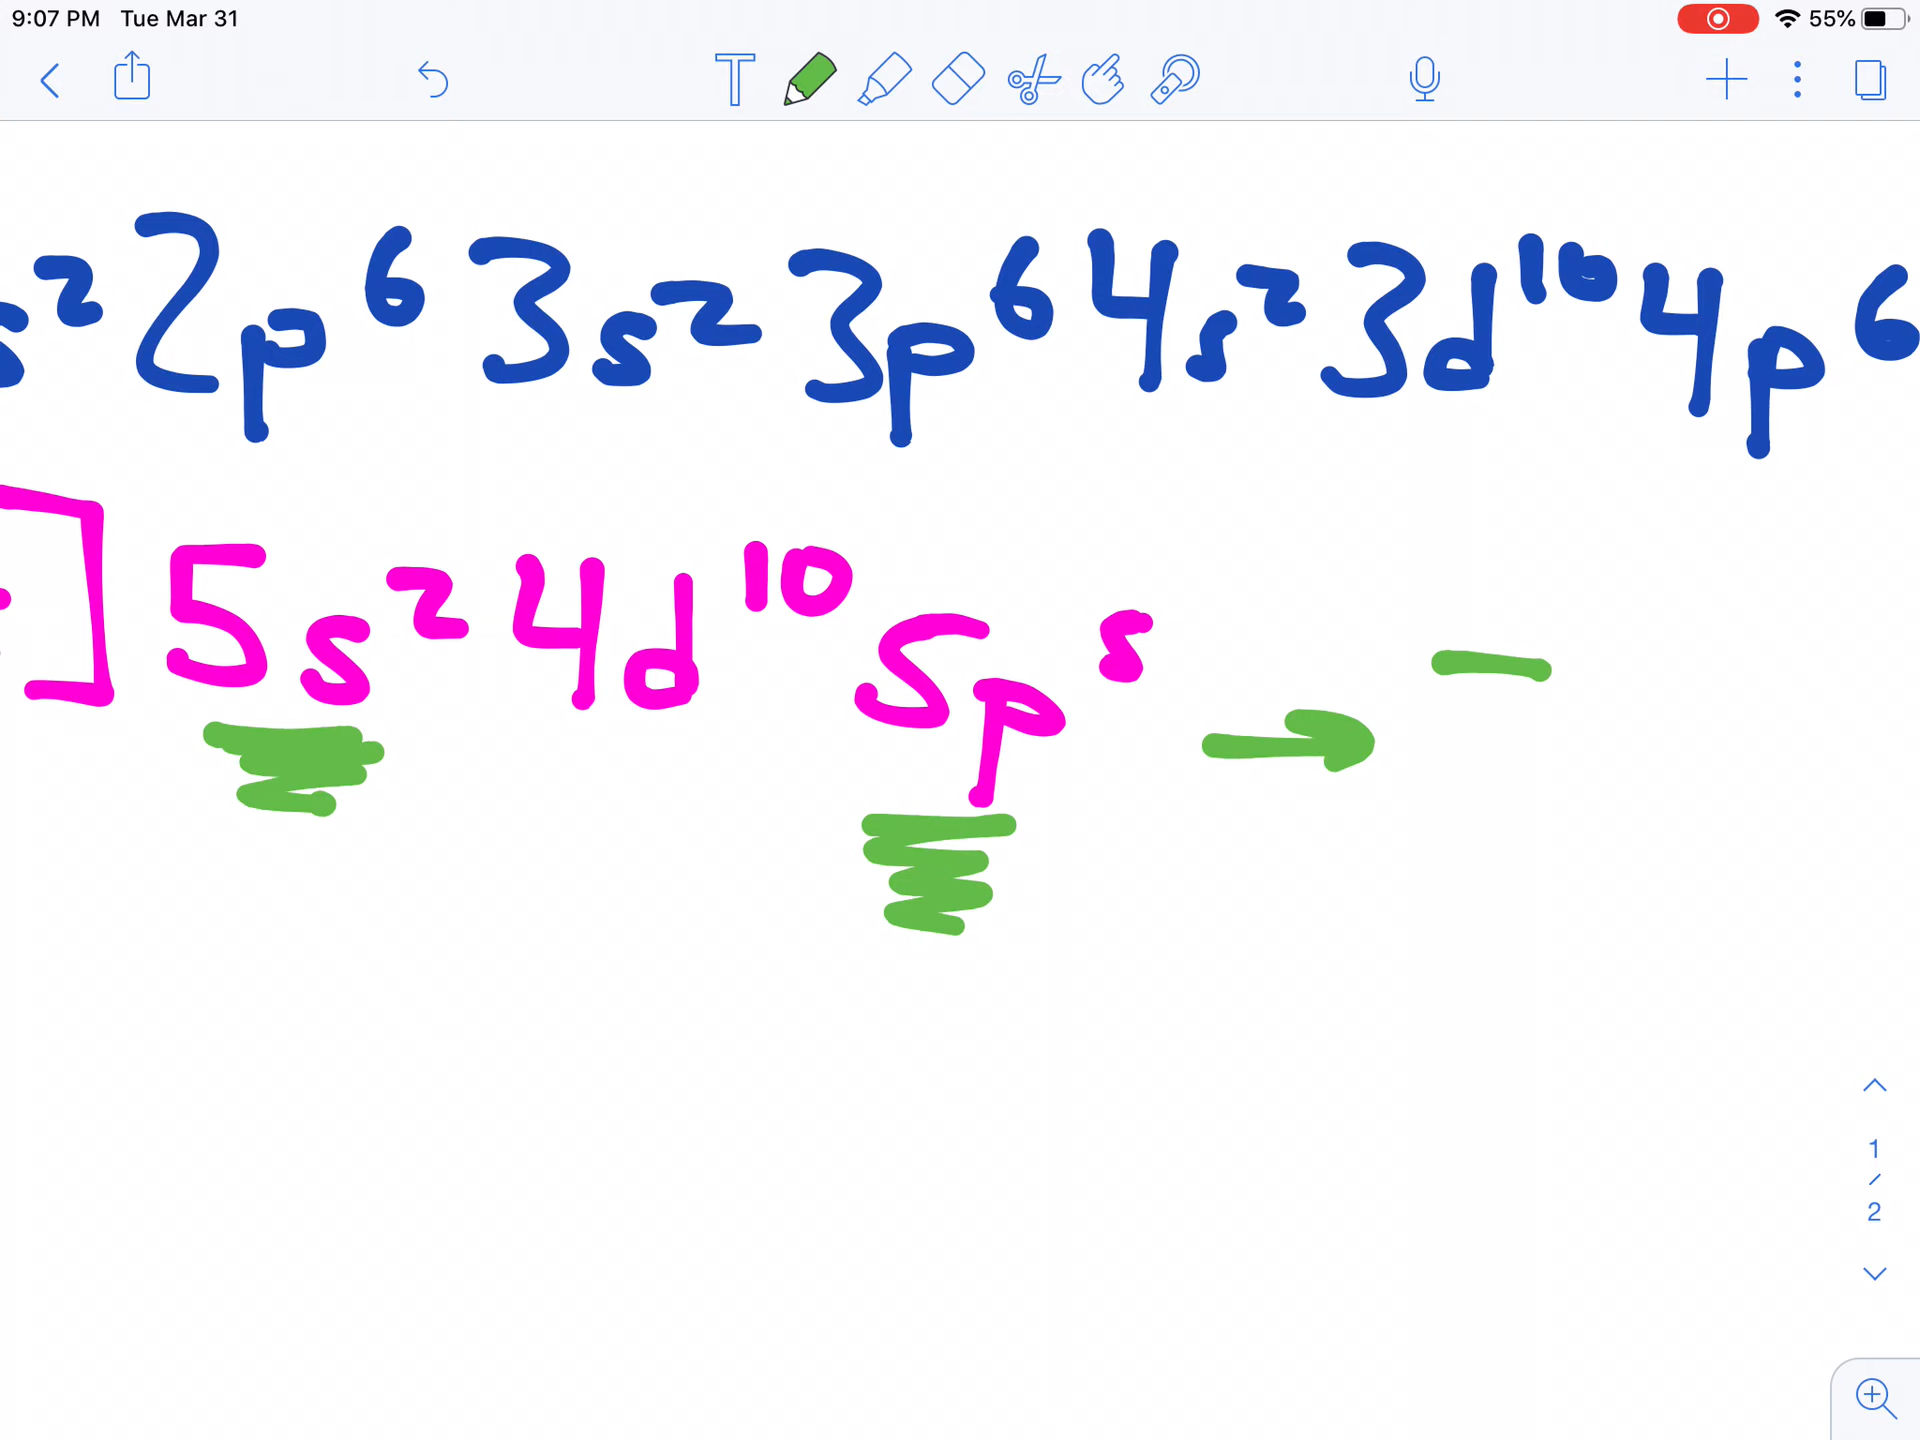 9:07 PM Tue Mar 31 55%
s² 2p⁶ 3s² 3p⁶ 4s² 3d¹⁰ 4p⁶
] 5s² 4d¹⁰ 5p⁵ → –
1
/
2